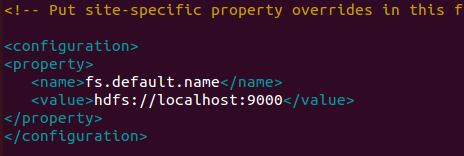 <!-- Put site-specific property overrides in this f
<configuration>
<property>
<name>fs.default.name</name>
<value>hdfs://localhost:9000</value>
</property>
</configuration>